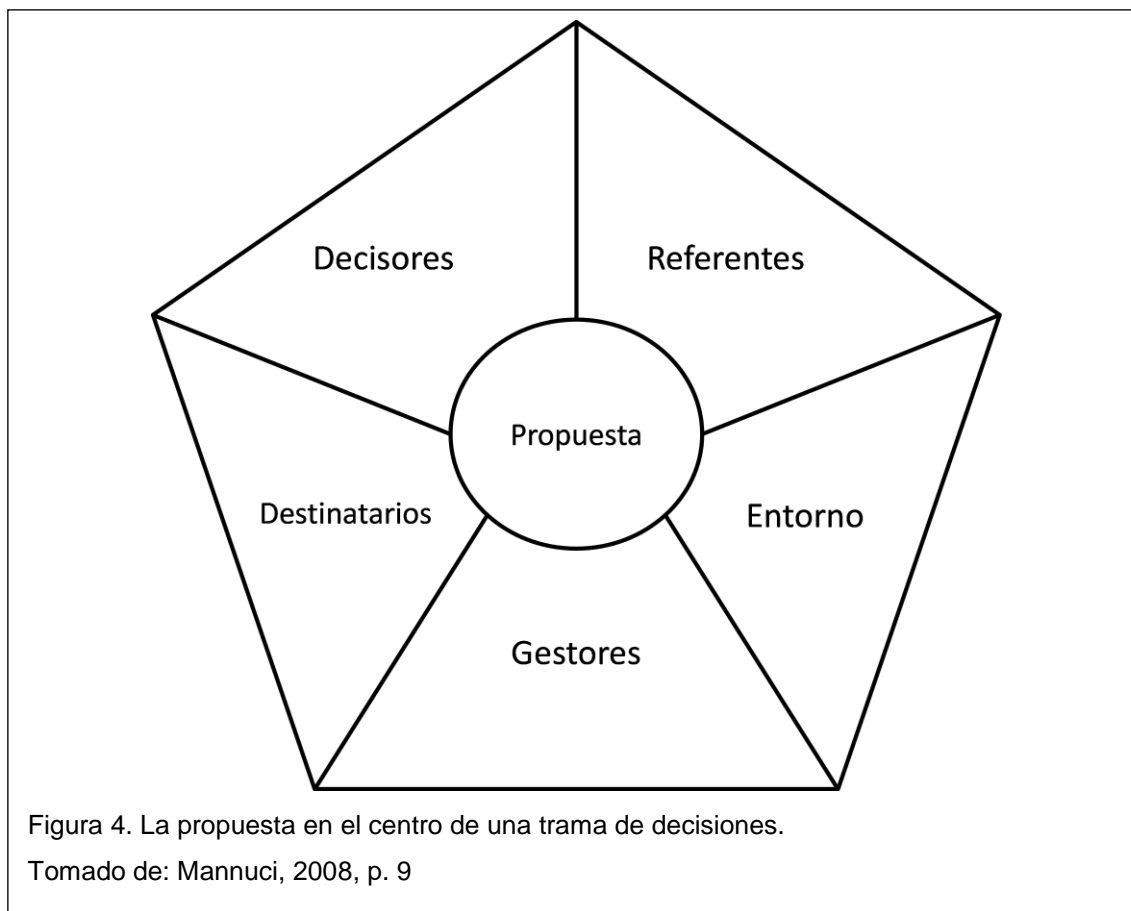 Decisores
Referentes
Propuesta
Destinatarios
Entorno
Gestores
Figura 4. La propuesta en el centro de una trama de decisiones.
Tomado de: Mannuci, 2008, p. 9